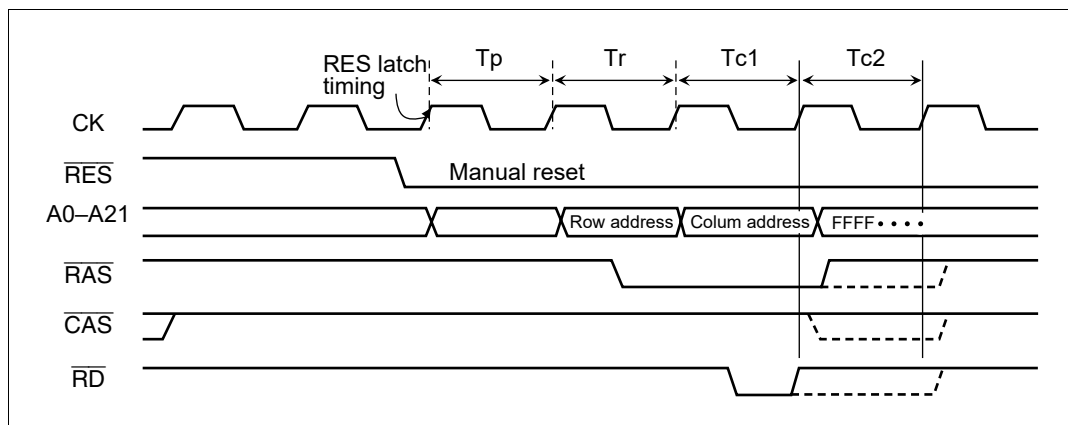 Tp Tr Tc1 Tc2
RES latch
timing
CK
RES
Manual reset
A0–A21
Row address
Colum address
FFFF • • • •
RAS
CAS
RD